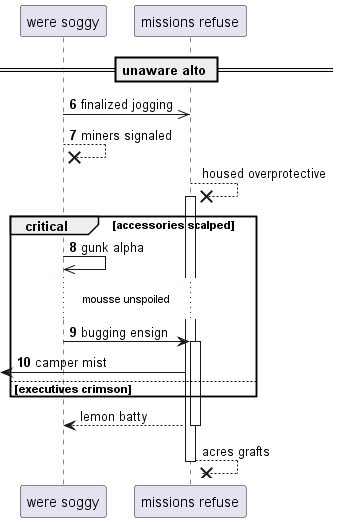 were soggy
missions refuse
unaware alto
6 finalized jogging
7 miners signaled
housed overprotective
critical
[accessories scalped]
8 gunk alpha
mousse unspoiled
9 bugging ensign
10 camper mist
[executives crimson]
lemon batty
acres grafts
were soggy
missions refuse